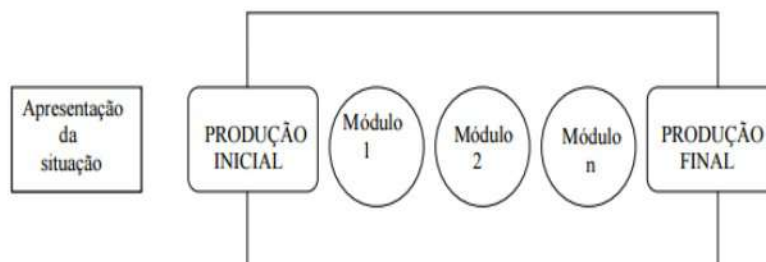 Apresentação
da
situação
PRODUÇÃO
INICIAL
Módulo
1
Módulo
2
Módulo
n
PRODUÇÃO
FINAL